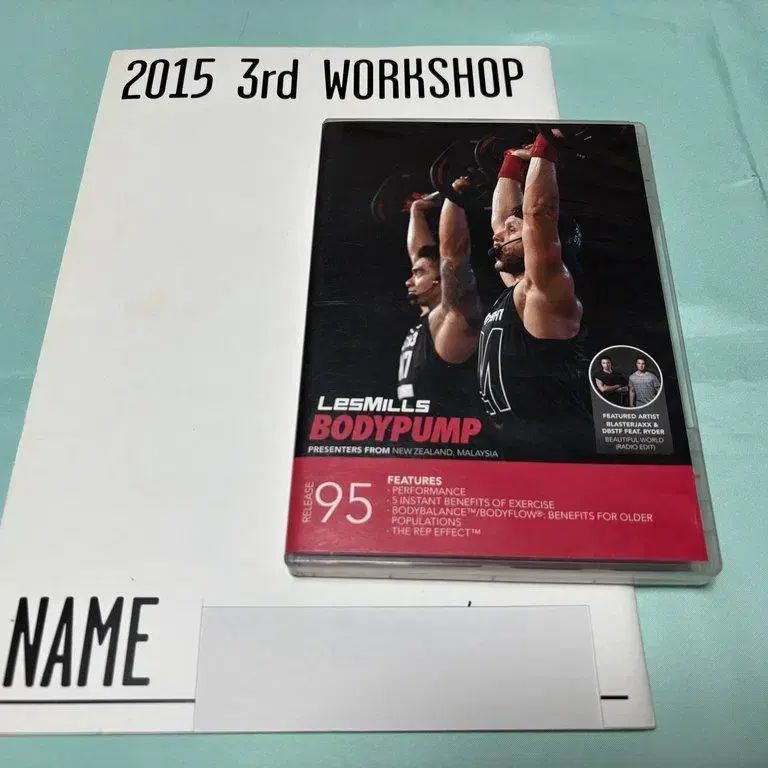 2015 3rd WORKSHOP
LESMILLS
BODYPUMP
PRESENTERS FROM NEW ZEALAND, MALAYSIA
FEATURED ARTIST
BLASTERJAXX &
DBSTF FEAT. RYDER
BEAUTIFUL WORLD
(RADIO EDIT)
RELEASE
95
FEATURES
· PERFORMANCE
· 5 INSTANT BENEFITS OF EXERCISE
· BODYBALANCE™/BODYFLOW®: BENEFITS FOR OLDER
POPULATIONS
· THE REP EFFECT™
NAME